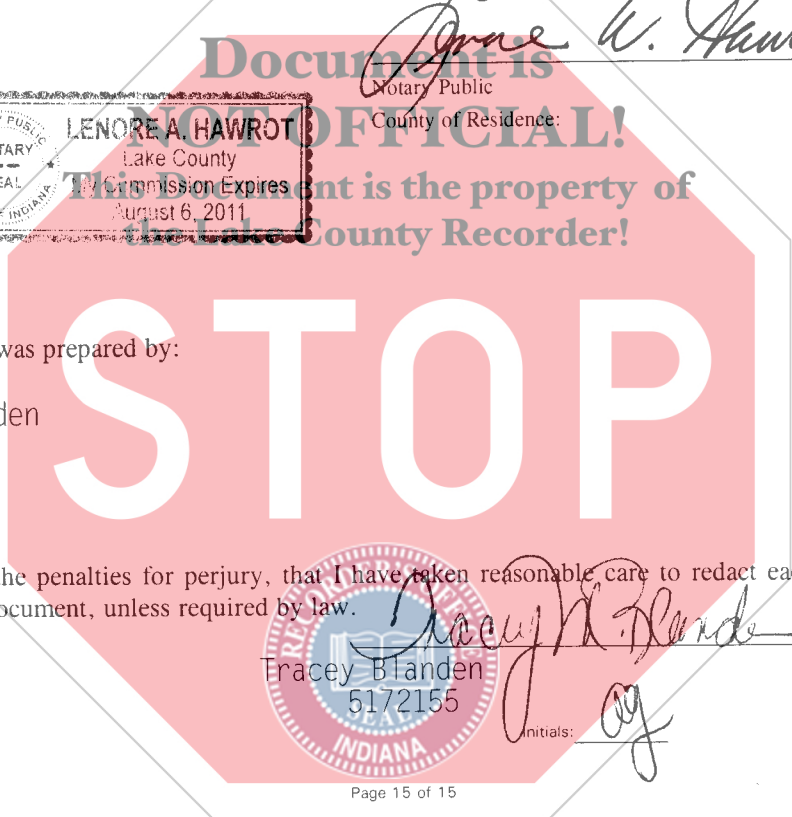 Document is
NOT OFFICIAL!
This Document is the property of
the Lake County Recorder!
Notary Public
County of Residence:
LENORE A. HAWROT
Lake County
My Commission Expires
August 6, 2011
was prepared by:
den
STOP
he penalties for perjury, that I have taken reasonable care to redact ea
ocument, unless required by law.
Tracey Blanden
5172155
SEAL
INDIANA
Initials:
Page 15 of 15